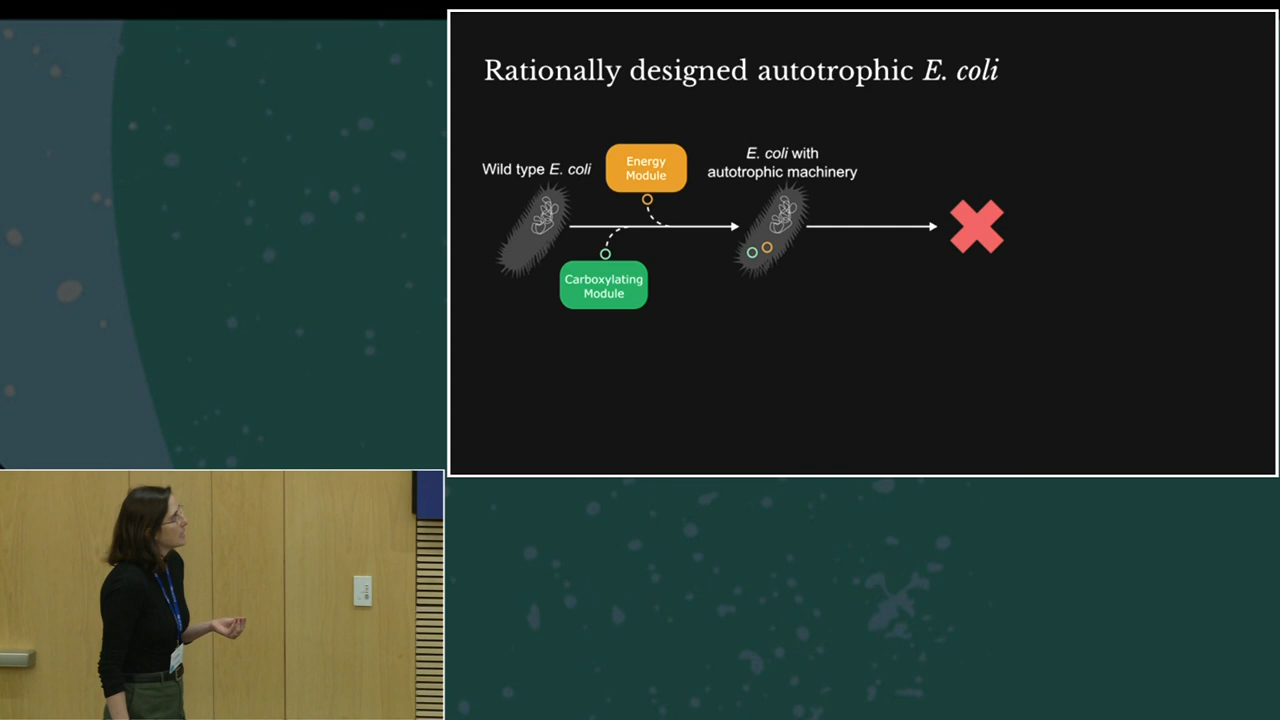 Rationally designed autotrophic E. coli
Wild type E. coli
Energy
Module
E. coli with
autotrophic machinery
Carboxylating
Module